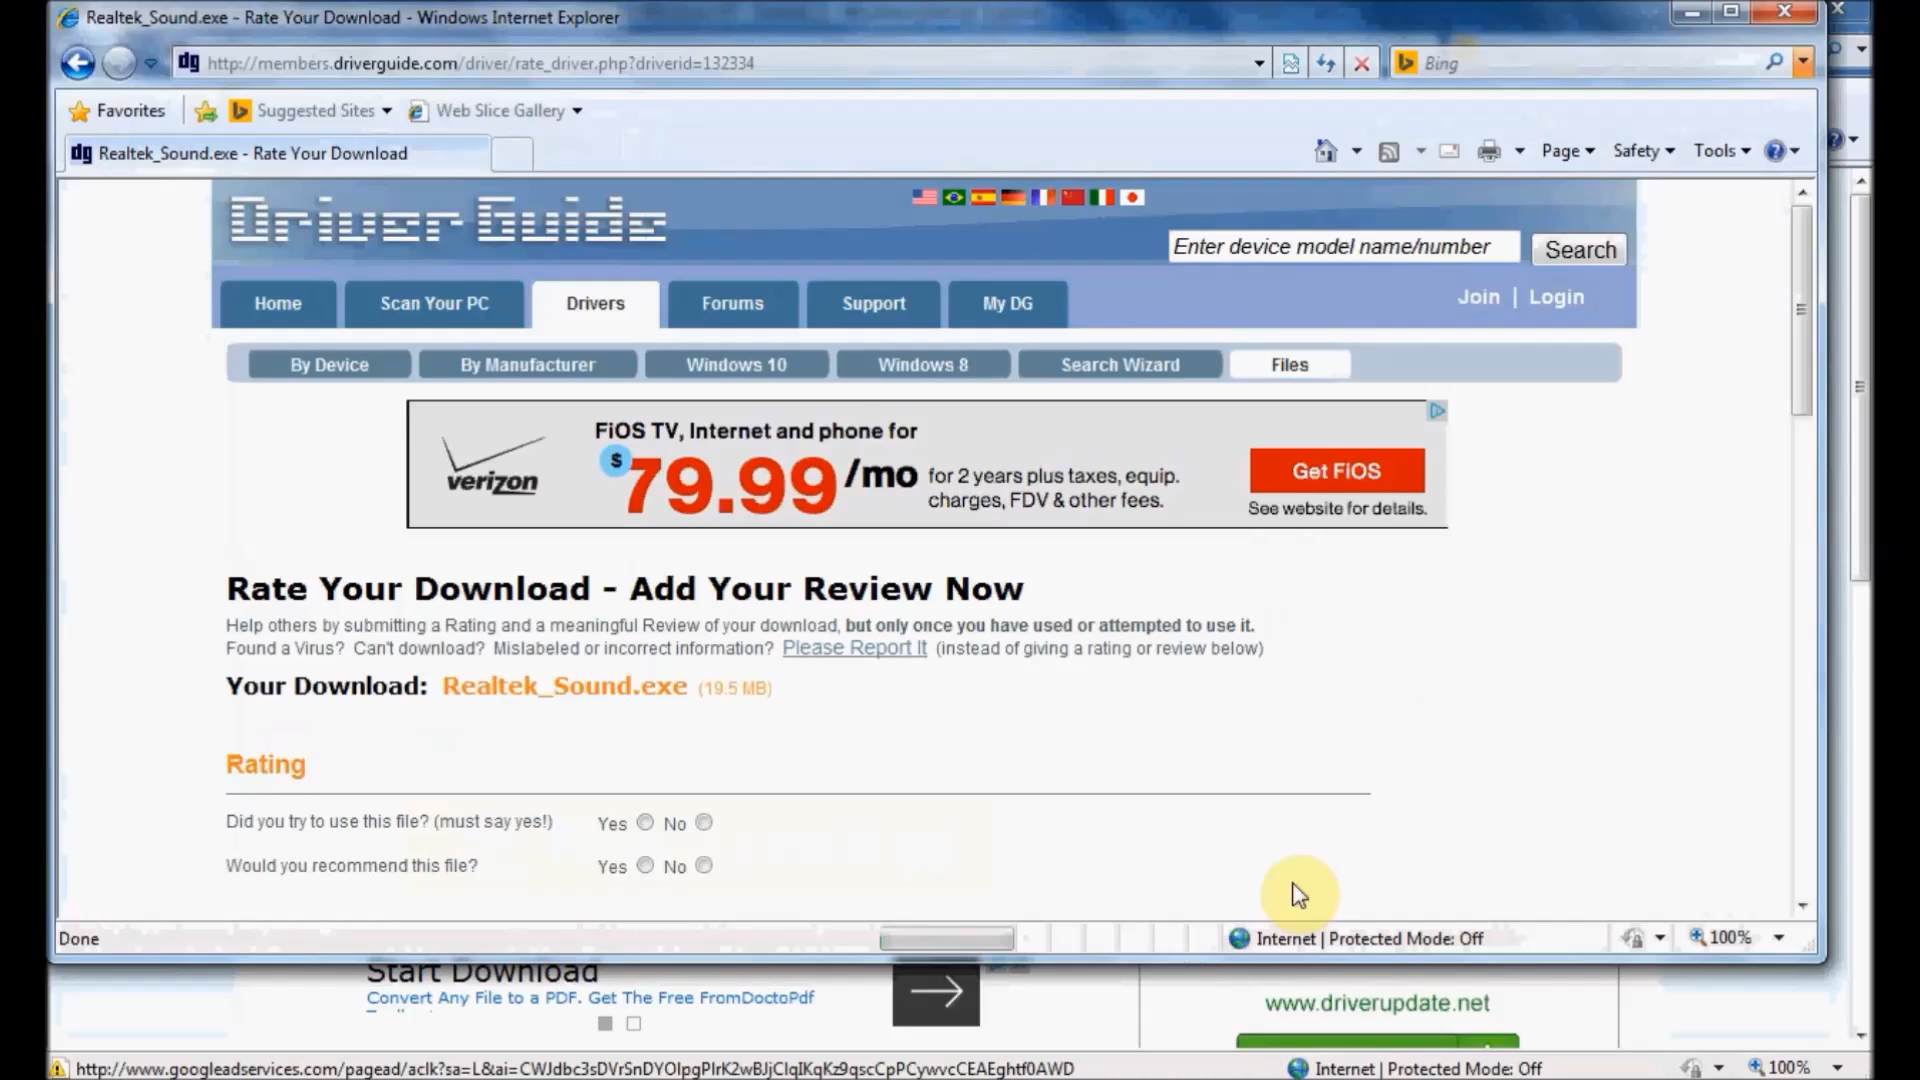 Realtek_Sound.exe - Rate Your Download - Windows Internet Explorer
http://members.driverguide.com/driver/rate_driver.php?driverid=132334
Bing
Favorites Suggested Sites Web Slice Gallery
Realtek_Sound.exe - Rate Your Download
Page Safety Tools
Driver Guide
Enter device model name/number Search
Home Scan Your PC Drivers Forums Support My DG
Join | Login
By Device By Manufacturer Windows 10 Windows 8 Search Wizard Files
verizon
FiOS TV, Internet and phone for
$79.99/mo for 2 years plus taxes, equip.
charges, FDV & other fees.
Get FiOS
See website for details.
Rate Your Download - Add Your Review Now
Help others by submitting a Rating and a meaningful Review of your download, but only once you have used or attempted to use it.
Found a Virus? Can't download? Mislabeled or incorrect information? Please Report It (instead of giving a rating or review below)
Your Download: Realtek_Sound.exe (19.5 MB)
Rating
Did you try to use this file? (must say yes!) Yes No
Would you recommend this file? Yes No
Done
Internet | Protected Mode: Off
100%
Start Download
Convert Any File to a PDF. Get The Free FromDoctoPdf
www.driverupdate.net
Internet | Protected Mode: Off
100%